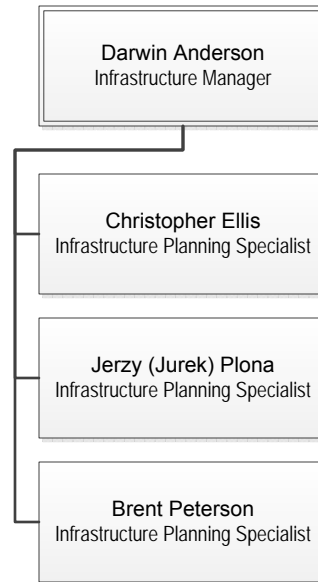 Darwin Anderson
Infrastructure Manager
Christopher Ellis
Infrastructure Planning Specialist
Jerzy (Jurek) Plona
Infrastructure Planning Specialist
Brent Peterson
Infrastructure Planning Specialist